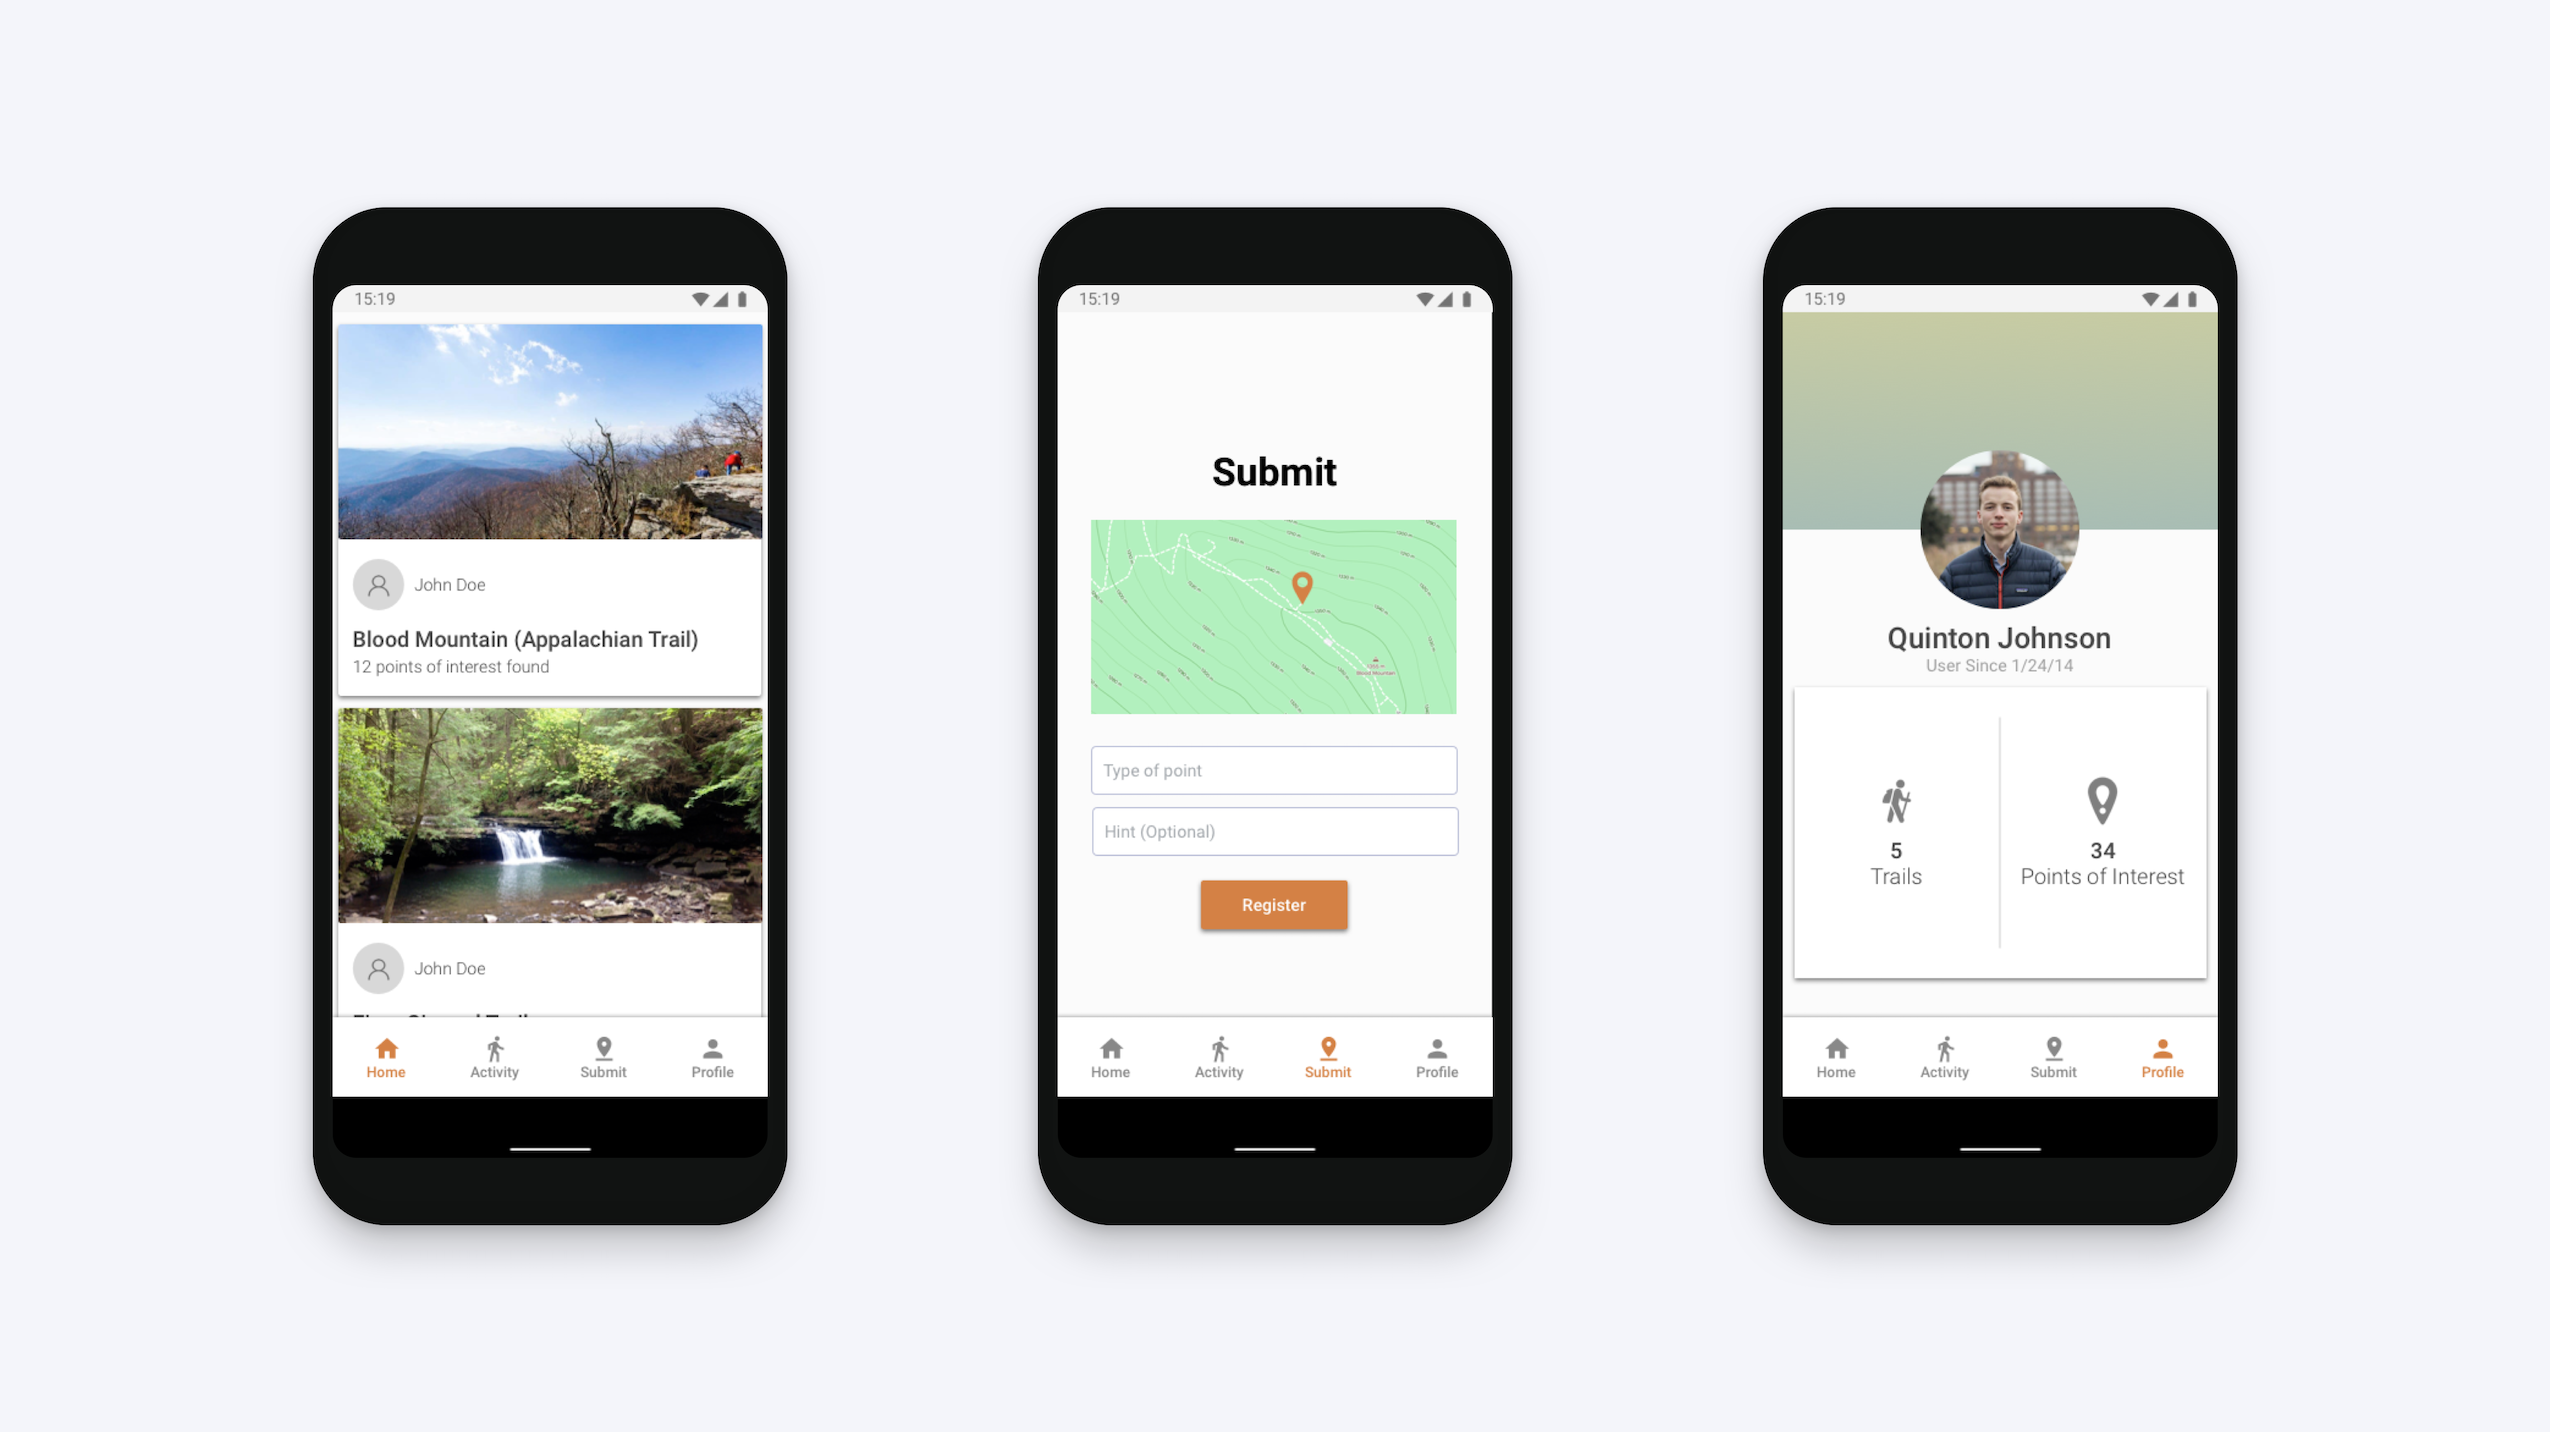 15:19
John Doe
Blood Mountain (Appalachian Trail)
12 points of interest found
John Doe
Home
Activity
Submit
Profile
15:19
Submit
Blood Mountain
Type of point
Hint (Optional)
Register
Home
Activity
Submit
Profile
15:19
Quinton Johnson
User Since 1/24/14
5
Trails
34
Points of Interest
Home
Activity
Submit
Profile